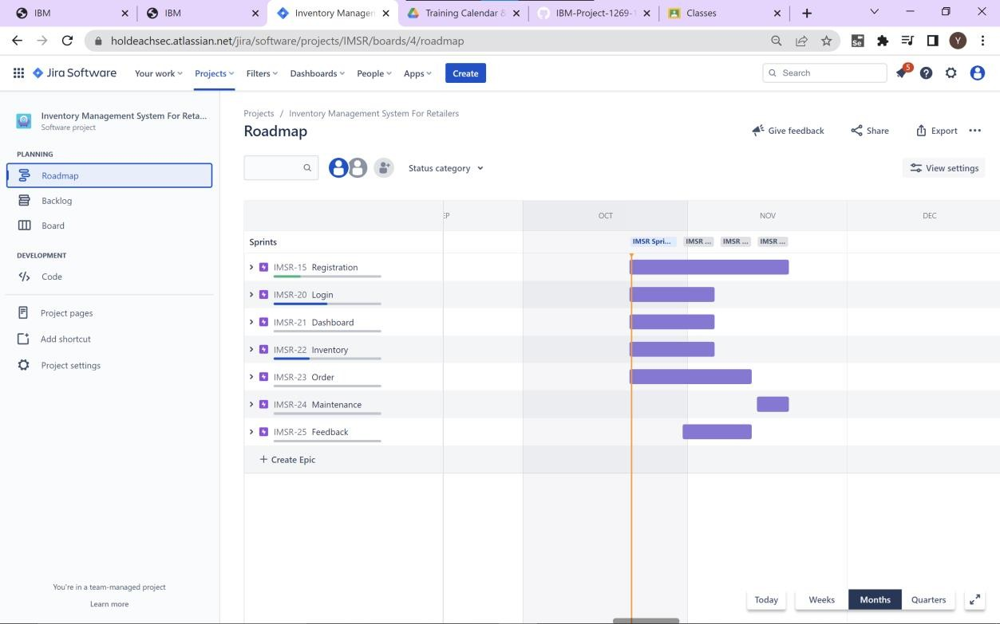 IBM
IBM
Inventory Managem
Training Calendar &
IBM-Project-1269-1
Classes
holdeachsec.atlassian.net/jira/software/projects/IMSR/boards/4/roadmap
Se
Y
Jira Software
Your work
Projects
Filters
Dashboards
People
Apps
Create
Search
5
Inventory Management System For Reta...
Software project
PLANNING
Roadmap
Backlog
Board
DEVELOPMENT
Code
Project pages
Add shortcut
Project settings
You're in a team-managed project
Learn more
Projects / Inventory Management System For Retailers
Roadmap
Give feedback
Share
Export
Status category
View settings
EP
OCT
NOV
DEC
Sprints
IMSR Spri...
IMSR ...
IMSR ...
IMSR ...
IMSR-15 Registration
IMSR-20 Login
IMSR-21 Dashboard
IMSR-22 Inventory
IMSR-23 Order
IMSR-24 Maintenance
IMSR-25 Feedback
+ Create Epic
Today
Weeks
Months
Quarters